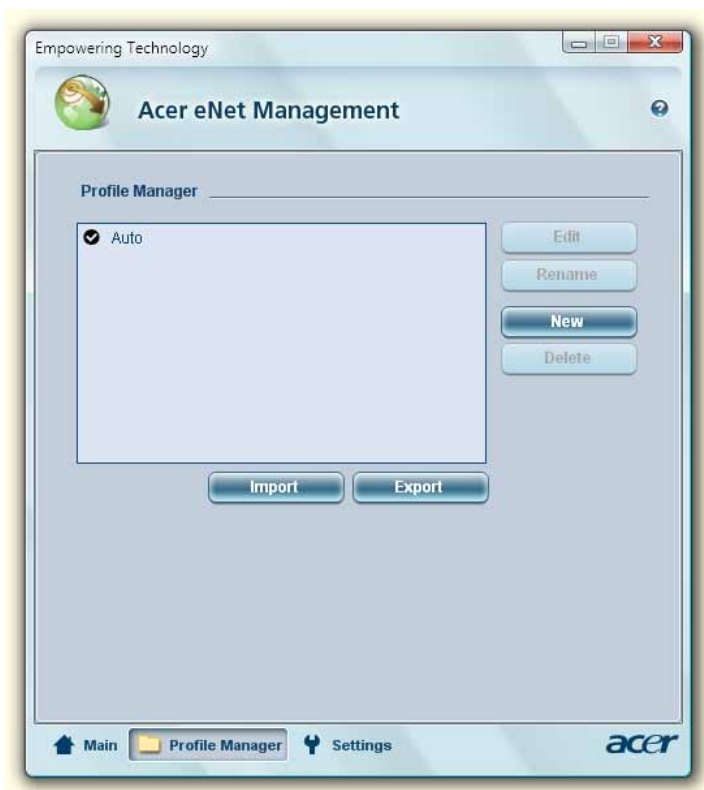 Empowering Technology
Acer eNet Management
Profile Manager
Auto
Edit
Rename
New
Delete
Import
Export
Main
Profile Manager
Settings
acer